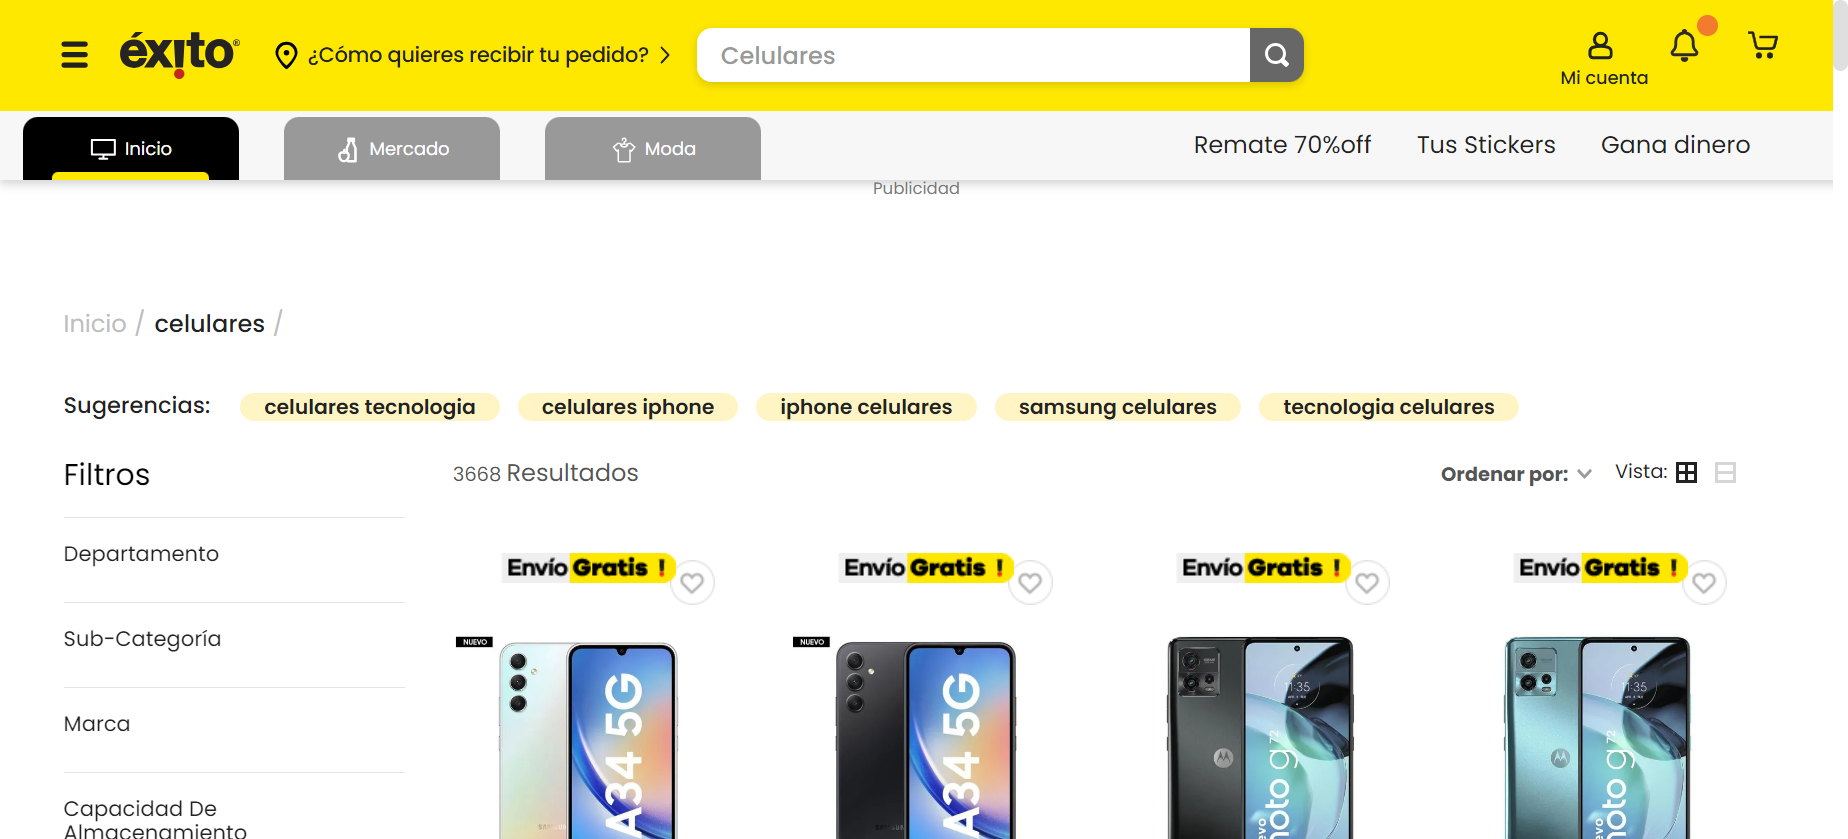 éxito®
¿Cómo quieres recibir tu pedido?
Celulares
Mi cuenta
Inicio
Mercado
Moda
Remate 70%off
Tus Stickers
Gana dinero
Publicidad
Inicio / celulares /
Sugerencias:
celulares tecnologia
celulares iphone
iphone celulares
samsung celulares
tecnologia celulares
Filtros
3668 Resultados
Ordenar por:
Vista:
Departamento
Sub-Categoría
Marca
Capacidad De
Almacenamiento
Envío Gratis !
Envío Gratis !
Envío Gratis !
Envío Gratis !
NUEVO
A34 5G
NUEVO
A34 5G
11:35
moto g72
11:35
moto g72